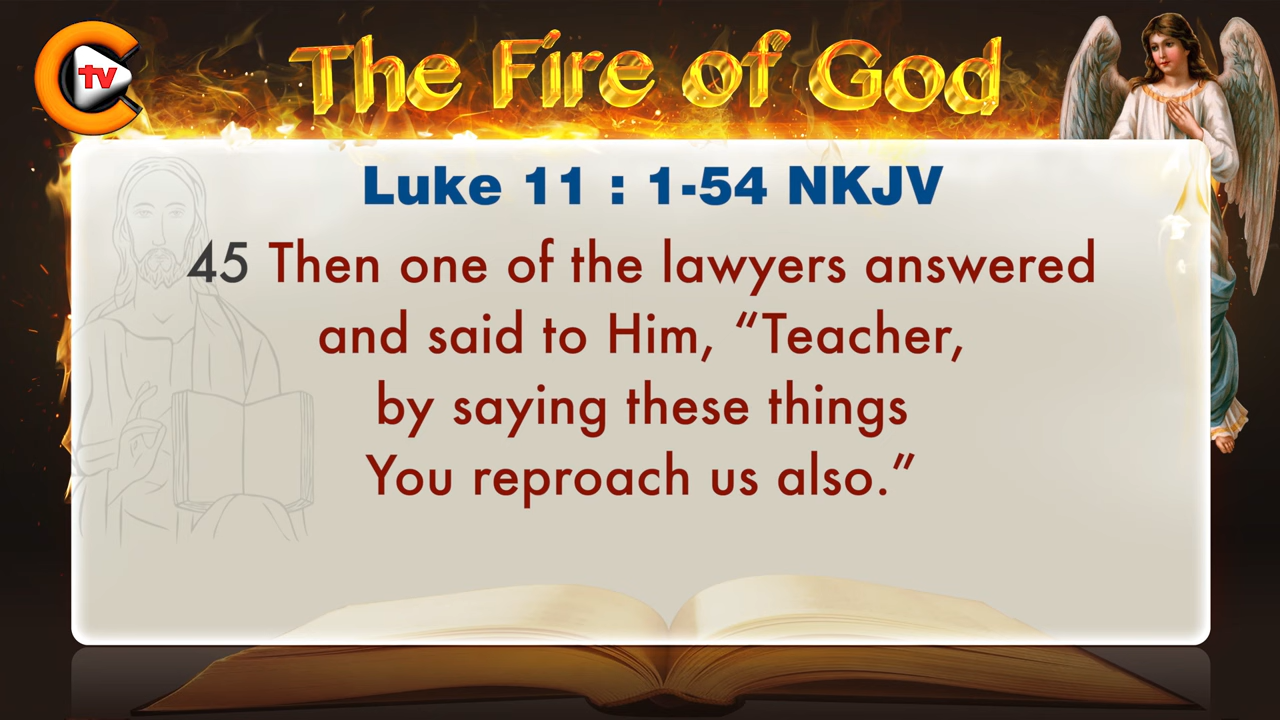 tv
The Fire of God
Luke 11 : 1-54 NKJV
45 Then one of the lawyers answered
and said to Him, “Teacher,
by saying these things
You reproach us also.”